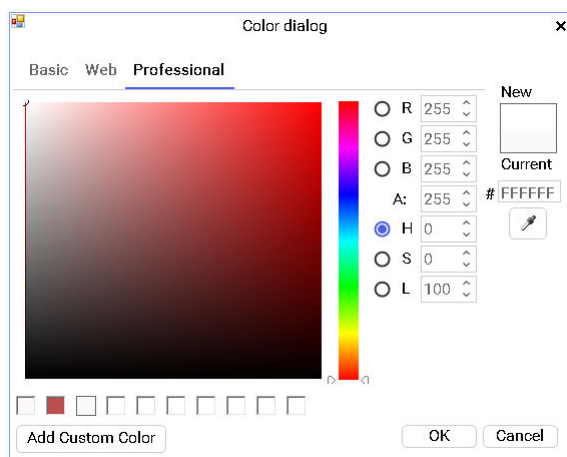 Color dialog
Basic Web Professional
New
R 255
G 255
B 255
Current
A: 255
# FFFFFF
H 0
S 0
L 100
Add Custom Color
OK Cancel